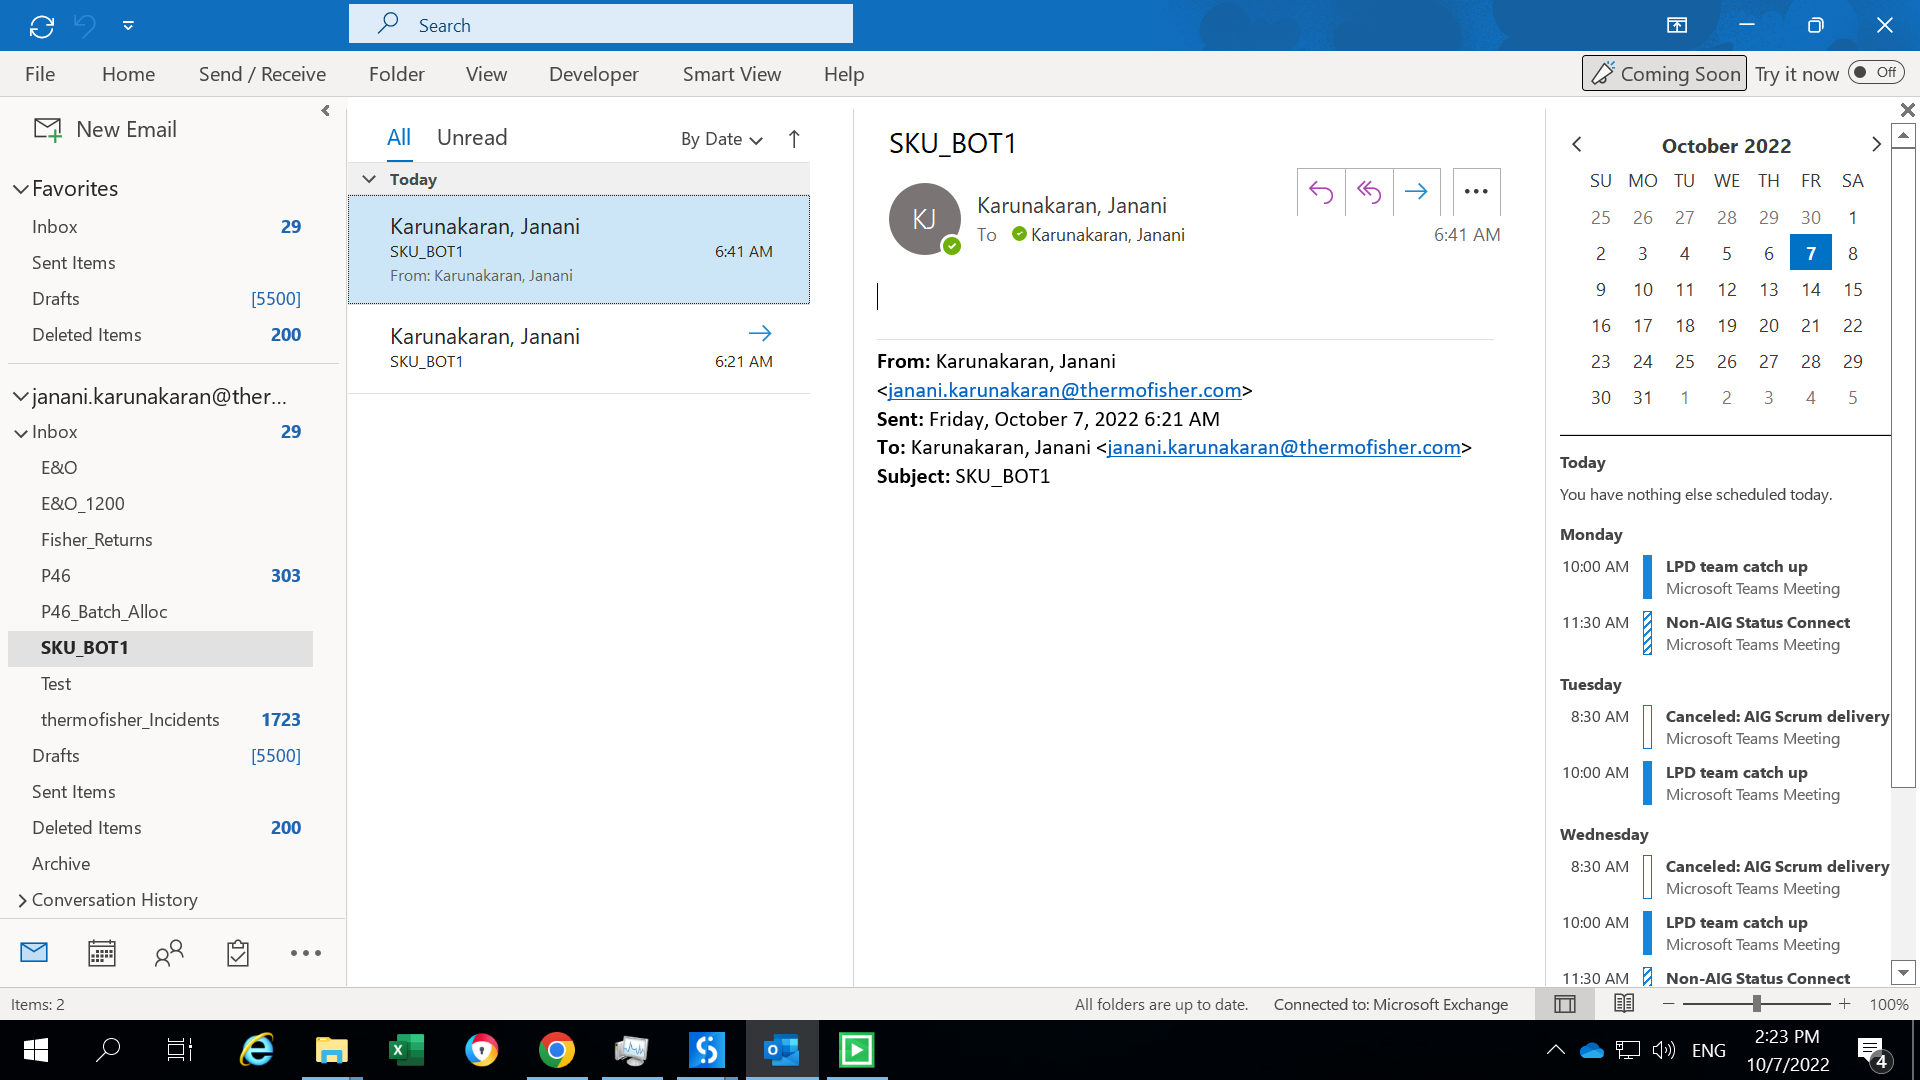 Search
File Home Send / Receive Folder View Developer Smart View Help Coming Soon Try it now Off
New Email
Favorites
Inbox 29
Sent Items
Drafts [5500]
Deleted Items 200
janani.karunakaran@ther...
Inbox 29
E&O
E&O_1200
Fisher_Returns
P46 303
P46_Batch_Alloc
SKU_BOT1
Test
thermofisher_Incidents 1723
Drafts [5500]
Sent Items
Deleted Items 200
Archive
Conversation History
All Unread By Date
Today
Karunakaran, Janani
SKU_BOT1 6:41 AM
From: Karunakaran, Janani
Karunakaran, Janani
SKU_BOT1 6:21 AM
SKU_BOT1
KJ
Karunakaran, Janani
To Karunakaran, Janani 6:41 AM
From: Karunakaran, Janani
<janani.karunakaran@thermofisher.com>
Sent: Friday, October 7, 2022 6:21 AM
To: Karunakaran, Janani <janani.karunakaran@thermofisher.com>
Subject: SKU_BOT1
October 2022
SU MO TU WE TH FR SA
25 26 27 28 29 30 1
2 3 4 5 6 7 8
9 10 11 12 13 14 15
16 17 18 19 20 21 22
23 24 25 26 27 28 29
30 31 1 2 3 4 5
Today
You have nothing else scheduled today.
Monday
10:00 AM LPD team catch up
Microsoft Teams Meeting
11:30 AM Non-AIG Status Connect
Microsoft Teams Meeting
Tuesday
8:30 AM Canceled: AIG Scrum delivery
Microsoft Teams Meeting
10:00 AM LPD team catch up
Microsoft Teams Meeting
Wednesday
8:30 AM Canceled: AIG Scrum delivery
Microsoft Teams Meeting
10:00 AM LPD team catch up
Microsoft Teams Meeting
11:30 AM Non-AIG Status Connect
Items: 2 All folders are up to date. Connected to: Microsoft Exchange 100%
ENG
2:23 PM
10/7/2022
4